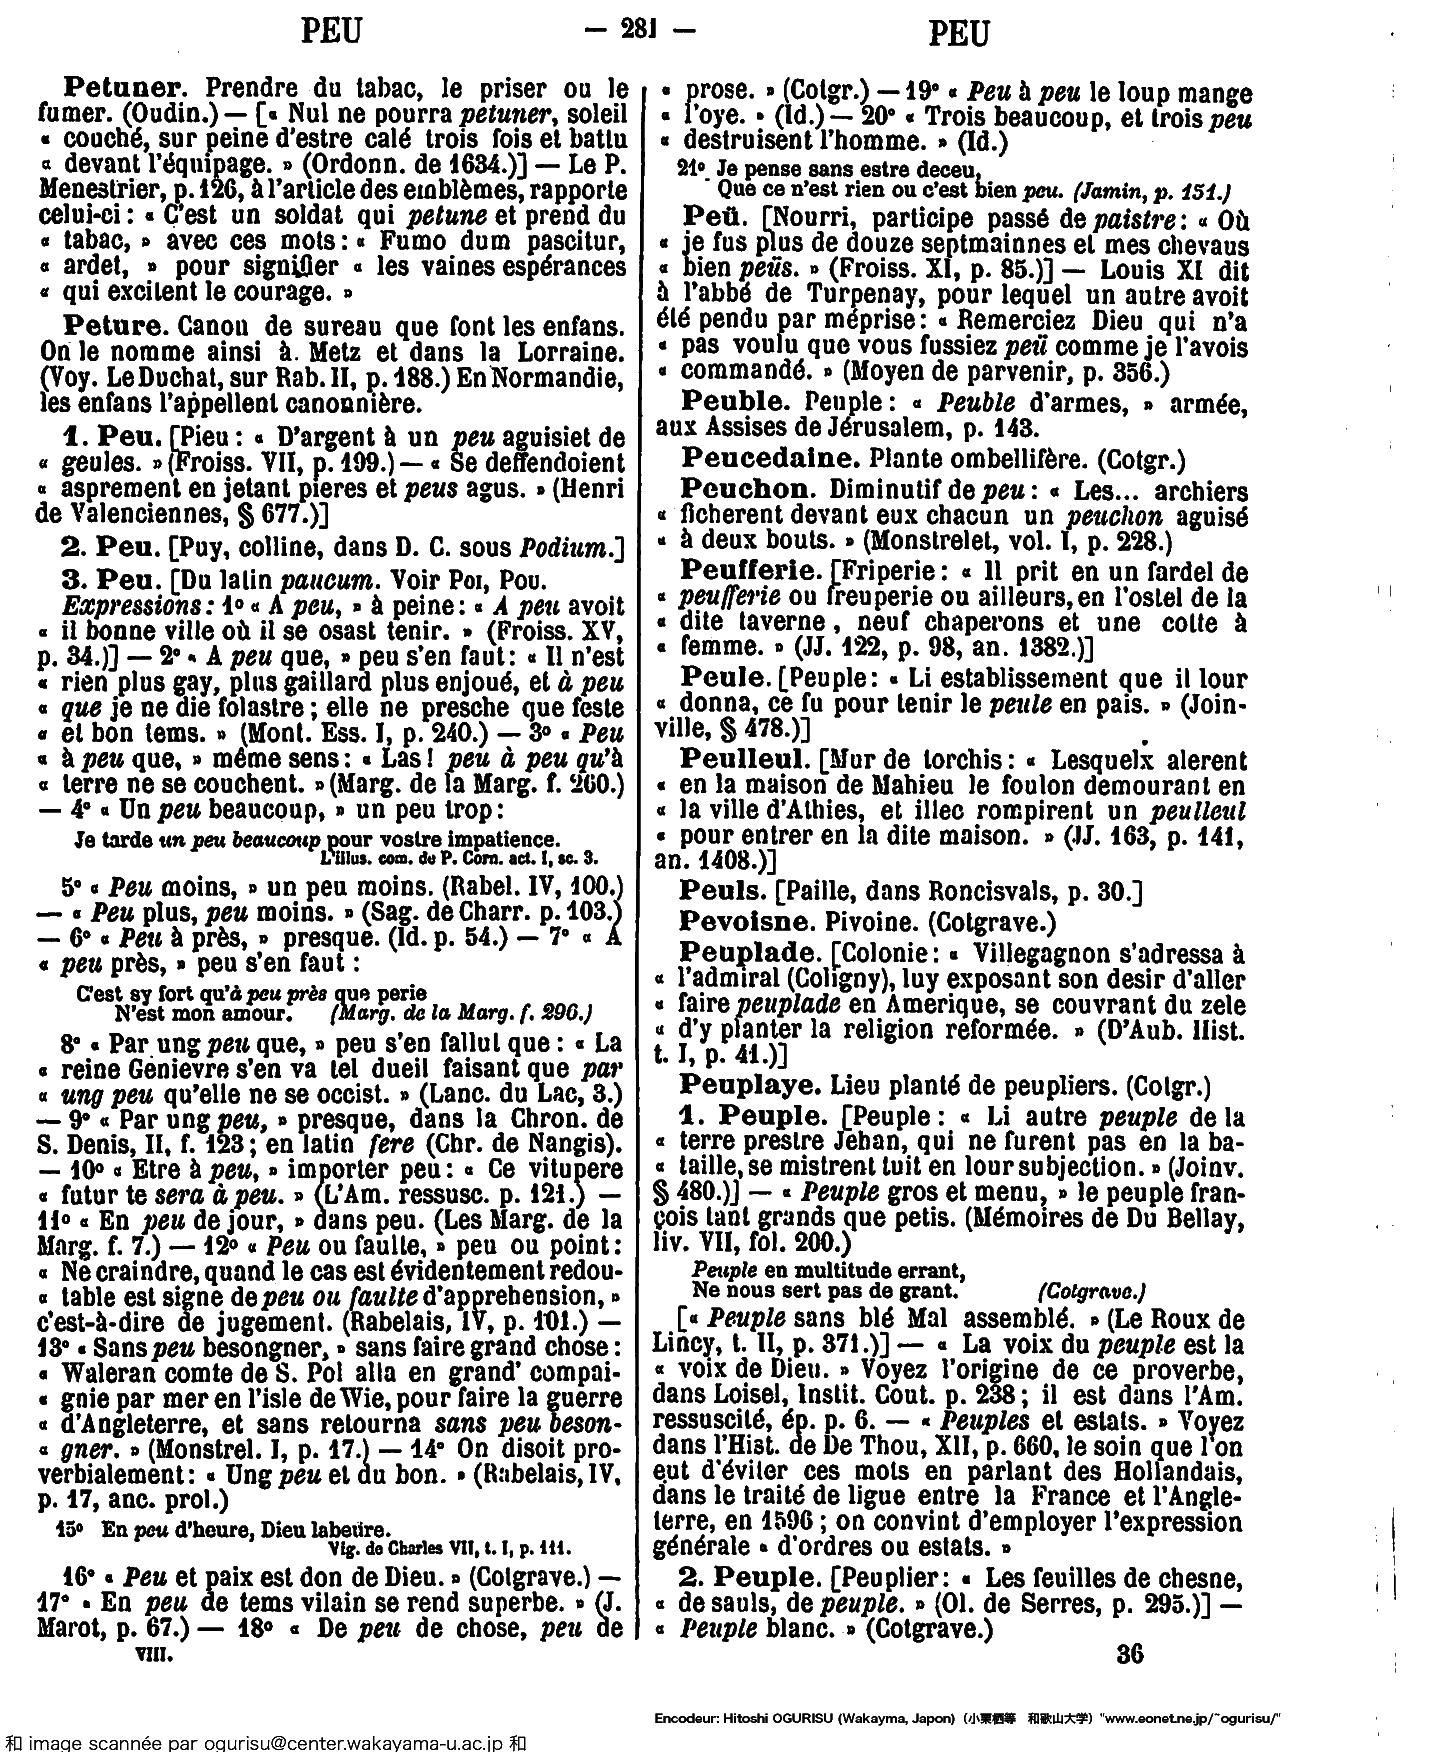 PEU — 281 — PEU
Petuner. Prendre du tabac, le priser ou le
fumer. (Oudin.) — [« Nul ne pourra petuner, soleil
« couché, sur peine d'estre calé trois fois et battu
« devant l'équipage. » (Ordonn. de 1634.)] — Le P.
Menestrier, p. 126, à l'article des emblèmes, rapporte
celui-ci : « C'est un soldat qui petune et prend du
« tabac, » avec ces mots : « Fumo dum pascitur,
« ardet, » pour signifier « les vaines espérances
« qui excitent le courage. »
Peture. Canon de sureau que font les enfans.
On le nomme ainsi à. Metz et dans la Lorraine.
(Voy. Le Duchat, sur Rab. II, p. 188.) En Normandie,
les enfans l'appellent canonnière.
1. Peu. [Pieu : « D'argent à un peu aguisiet de
« geules. » (Froiss. VII, p. 199.) — « Se deffendoient
« asprement en jetant pieres et peus agus. » (Henri
de Valenciennes, § 677.)]
2. Peu. [Puy, colline, dans D. C. sous Podium.]
3. Peu. [Du latin paucum. Voir Poi, Pou.
Expressions : 1º « A peu, » à peine : « A peu avoit
« il bonne ville où il se osast tenir. » (Froiss. XV,
p. 34.)] — 2º « A peu que, » peu s'en faut : « Il n'est
« rien plus gay, plus gaillard plus enjoué, et à peu
« que je ne die folastre ; elle ne presche que feste
« et bon tems. » (Mont. Ess. I, p. 240.) — 3º « Peu
« à peu que, » même sens : « Las ! peu à peu qu'à
« terre ne se couchent. » (Marg. de la Marg. f. 260.)
— 4º « Un peu beaucoup, » un peu trop :
Je tarde un peu beaucoup pour vostre impatience.
L'illus. com. de P. Corn. act. I, sc. 3.
5º « Peu moins, » un peu moins. (Rabel. IV, 100.)
— « Peu plus, peu moins. » (Sag. de Charr. p. 103.)
— 6º « Peu à près, » presque. (Id. p. 54.) — 7º « A
« peu près, » peu s'en faut :
C'est sy fort qu'à peu près que perie
N'est mon amour. (Marg. de la Marg. f. 296.)
8º « Par ung peu que, » peu s'en fallut que : « La
« reine Genievre s'en va tel dueil faisant que par
« ung peu qu'elle ne se occist. » (Lanc. du Lac, 3.)
— 9º « Par ung peu, » presque, dans la Chron. de
S. Denis, II, f. 123 ; en latin fere (Chr. de Nangis).
— 10º « Etre à peu, » importer peu : « Ce vitupere
« futur te sera à peu. » (L'Am. ressusc. p. 121.) —
11º « En peu de jour, » dans peu. (Les Marg. de la
Marg. f. 7.) — 12º « Peu ou faulte, » peu ou point :
« Ne craindre, quand le cas est évidentement redou-
« table est signe de peu ou faulte d'apprehension, »
c'est-à-dire de jugement. (Rabelais, IV, p. 101.) —
13º « Sans peu besongner, » sans faire grand chose :
« Waleran comte de S. Pol alla en grand' compai-
« gnie par mer en l'isle de Wie, pour faire la guerre
« d'Angleterre, et sans retourna sans peu beson-
« gner. » (Monstrel. I, p. 17.) — 14º On disoit pro-
verbialement : « Ung peu et du bon. » (Rabelais, IV,
p. 17, anc. prol.)
15º En peu d'heure, Dieu labeüre.
Vig. de Charles VII, t. I, p. 111.
16º « Peu et paix est don de Dieu. » (Cotgrave.) —
17º « En peu de tems vilain se rend superbe. » (J.
Marot, p. 67.) — 18º « De peu de chose, peu de
VIII.
« prose. » (Cotgr.) — 19º « Peu à peu le loup mange
« l'oye. » (Id.) — 20º « Trois beaucoup, et trois peu
« destruisent l'homme. » (Id.)
21º Je pense sans estre deceu,
Que ce n'est rien ou c'est bien peu. (Jamin, p. 151.)
Peü. [Nourri, participe passé de paistre : « Où
« je fus plus de douze septmainnes et mes chevaus
« bien peüs. » (Froiss. XI, p. 85.)] — Louis XI dit
à l'abbé de Turpenay, pour lequel un autre avoit
été pendu par méprise : « Remerciez Dieu qui n'a
« pas voulu que vous fussiez peü comme je l'avois
« commandé. » (Moyen de parvenir, p. 356.)
Peuble. Peuple : « Peuble d'armes, » armée,
aux Assises de Jérusalem, p. 143.
Peucedaine. Plante ombellifère. (Cotgr.)
Peuchon. Diminutif de peu : « Les... archiers
« ficherent devant eux chacun un peuchon aguisé
« à deux bouts. » (Monstrelet, vol. I, p. 228.)
Peufferie. [Friperie : « Il prit en un fardel de
« peufferie ou freuperie ou ailleurs, en l'ostel de la
« dite taverne, neuf chaperons et une cotte à
« femme. » (JJ. 122, p. 98, an. 1382.)]
Peule. [Peuple : « Li establissement que il lour
« donna, ce fu pour tenir le peule en pais. » (Join-
ville, § 478.)]
Peulleul. [Mur de torchis : « Lesquelx alerent
« en la maison de Mahieu le foulon demourant en
« la ville d'Athies, et illec rompirent un peulleul
« pour entrer en la dite maison. » (JJ. 163, p. 141,
an. 1408.)]
Peuls. [Paille, dans Roncisvals, p. 30.]
Pevoisne. Pivoine. (Cotgrave.)
Peuplade. [Colonie : « Villegagnon s'adressa à
« l'admiral (Coligny), luy exposant son desir d'aller
« faire peuplade en Amerique, se couvrant du zele
« d'y planter la religion reformée. » (D'Aub. Hist.
t. I, p. 41.)]
Peuplaye. Lieu planté de peupliers. (Cotgr.)
1. Peuple. [Peuple : « Li autre peuple de la
« terre prestre Jehan, qui ne furent pas en la ba-
« taille, se mistrent tuit en lour subjection. » (Joinv.
§ 480.)] — « Peuple gros et menu, » le peuple fran-
çois tant grands que petis. (Mémoires de Du Bellay,
liv. VII, fol. 200.)
Peuple en multitude errant,
Ne nous sert pas de grant. (Cotgrave.)
[« Peuple sans blé Mal assemblé. » (Le Roux de
Lincy, t. II, p. 371.)] — « La voix du peuple est la
« voix de Dieu. » Voyez l'origine de ce proverbe,
dans Loisel, Instit. Cout. p. 238 ; il est dans l'Am.
ressuscité, ép. p. 6. — « Peuples et estats. » Voyez
dans l'Hist. de De Thou, XII, p. 660, le soin que l'on
eut d'éviter ces mots en parlant des Hollandais,
dans le traité de ligue entre la France et l'Angle-
terre, en 1596 ; on convint d'employer l'expression
générale « d'ordres ou estats. »
2. Peuple. [Peuplier : « Les feuilles de chesne,
« de sauls, de peuple. » (Ol. de Serres, p. 295.)] —
« Peuple blanc. » (Cotgrave.)
36
Encodeur: Hitoshi OGURISU (Wakayma, Japon) (小栗栖等 和歌山大学) "www.eonet.ne.jp/~ogurisu/"
和 image scannée par ogurisu@center.wakayama-u.ac.jp 和